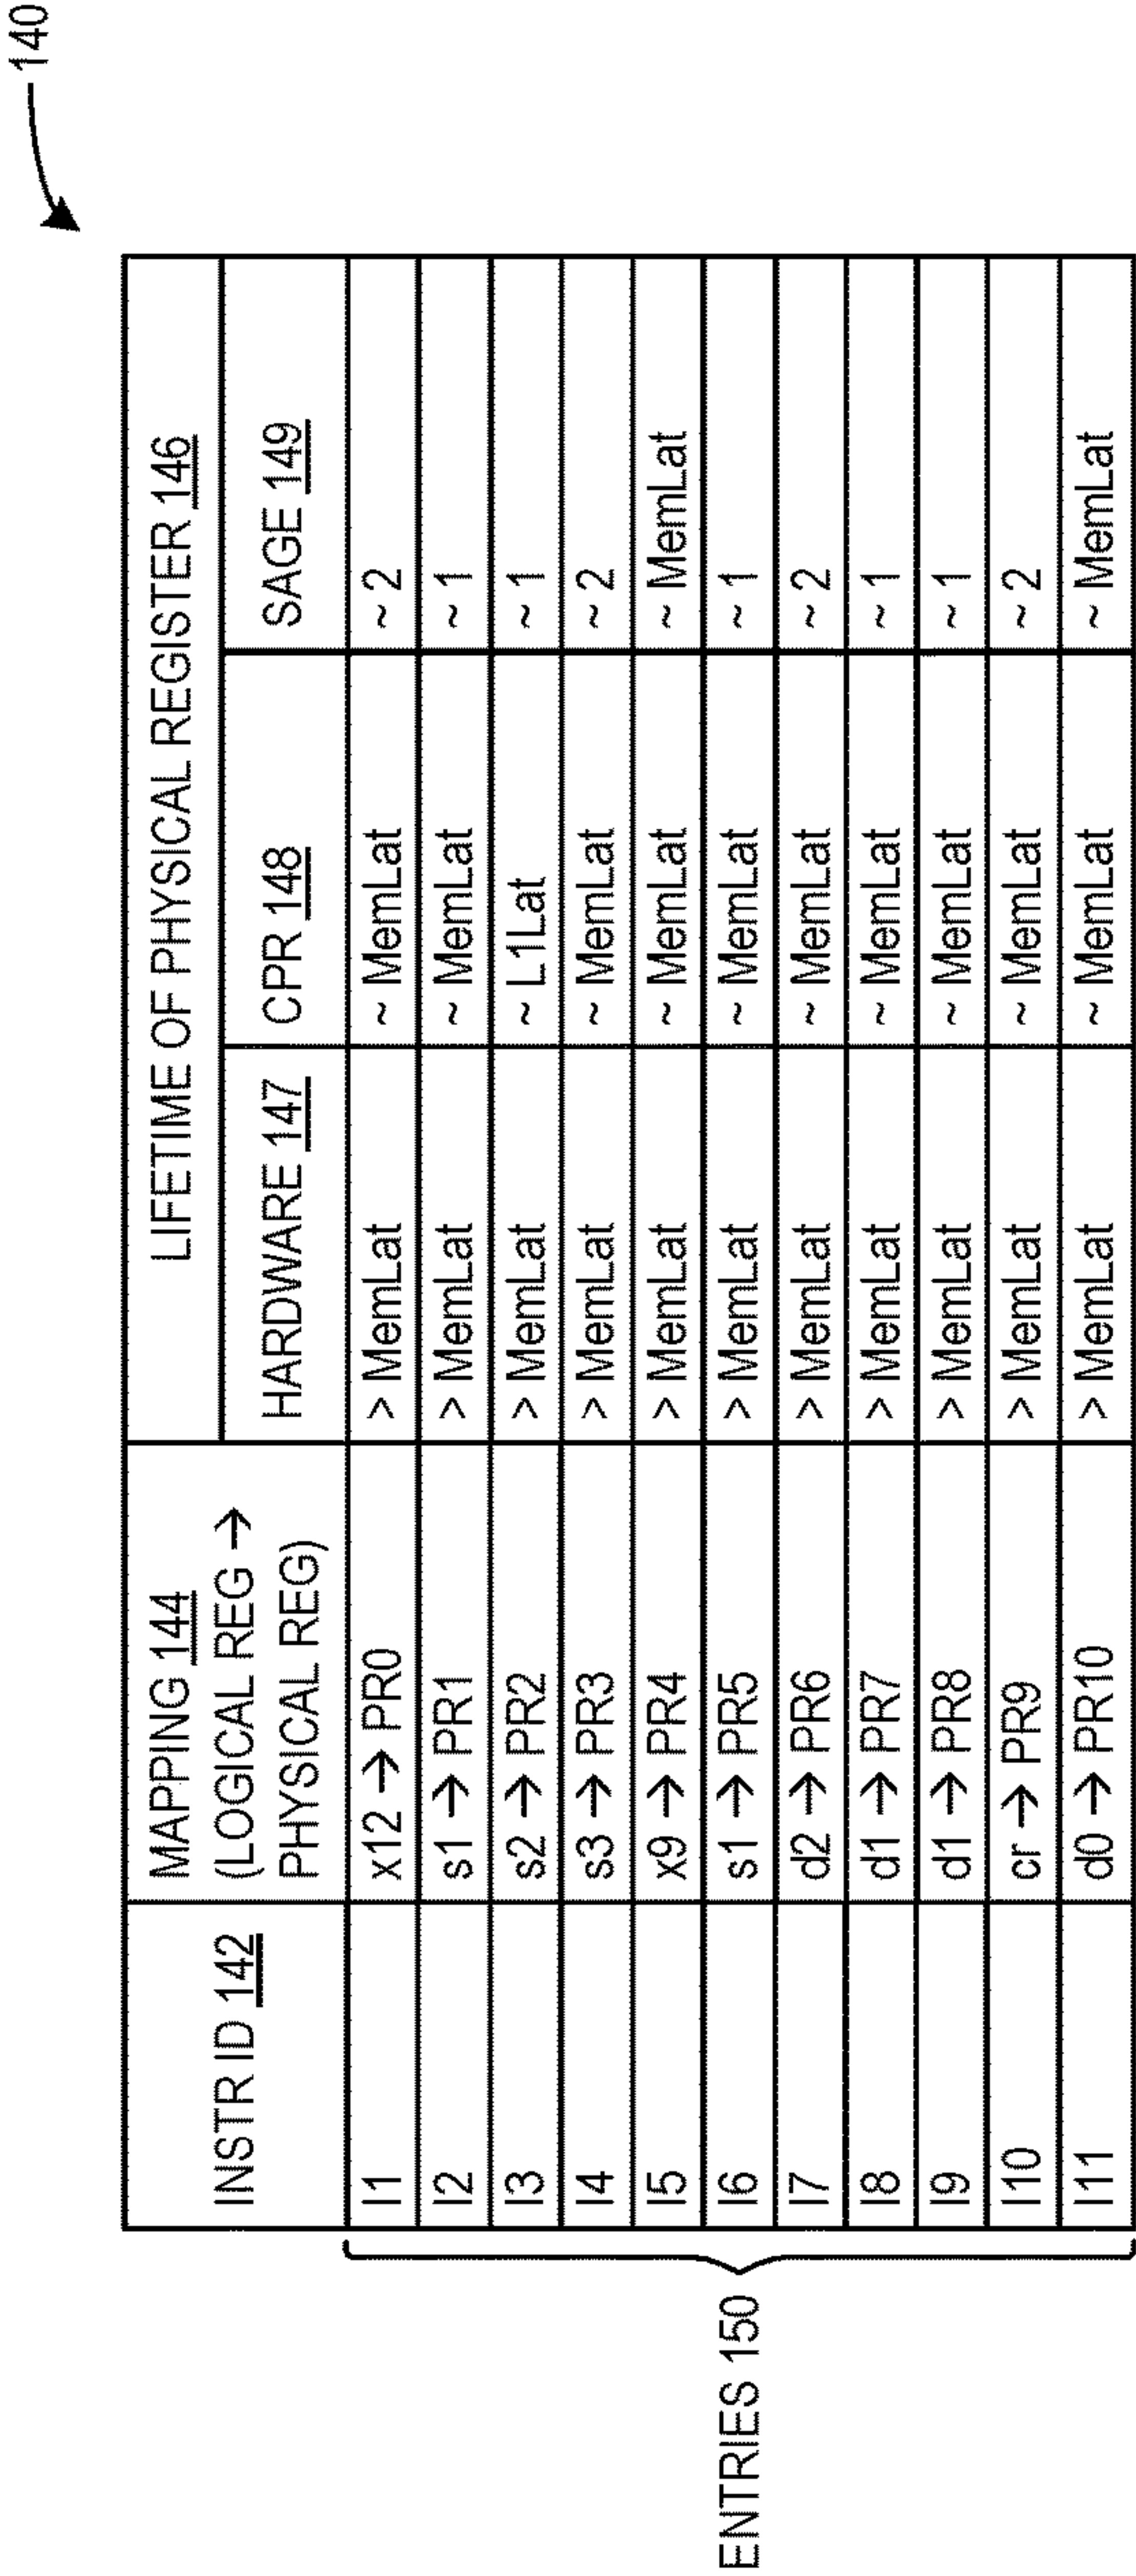 140
INSTR ID 142
MAPPING 144
(LOGICAL REG →
PHYSICAL REG)
LIFETIME OF PHYSICAL REGISTER 146
HARDWARE 147 CPR 148 SAGE 149
I1 x12 → PR0 > MemLat ~ MemLat ~ 2
I2 s1 → PR1 > MemLat ~ MemLat ~ 1
I3 s2 → PR2 > MemLat ~ L1Lat ~ 1
I4 s3 → PR3 > MemLat ~ MemLat ~ 2
I5 x9 → PR4 > MemLat ~ MemLat ~ MemLat
I6 s1 → PR5 > MemLat ~ MemLat ~ 1
I7 d2 → PR6 > MemLat ~ MemLat ~ 2
I8 d1 → PR7 > MemLat ~ MemLat ~ 1
I9 d1 → PR8 > MemLat ~ MemLat ~ 1
I10 cr → PR9 > MemLat ~ MemLat ~ 2
I11 d0 → PR10 > MemLat ~ MemLat ~ MemLat
ENTRIES 150